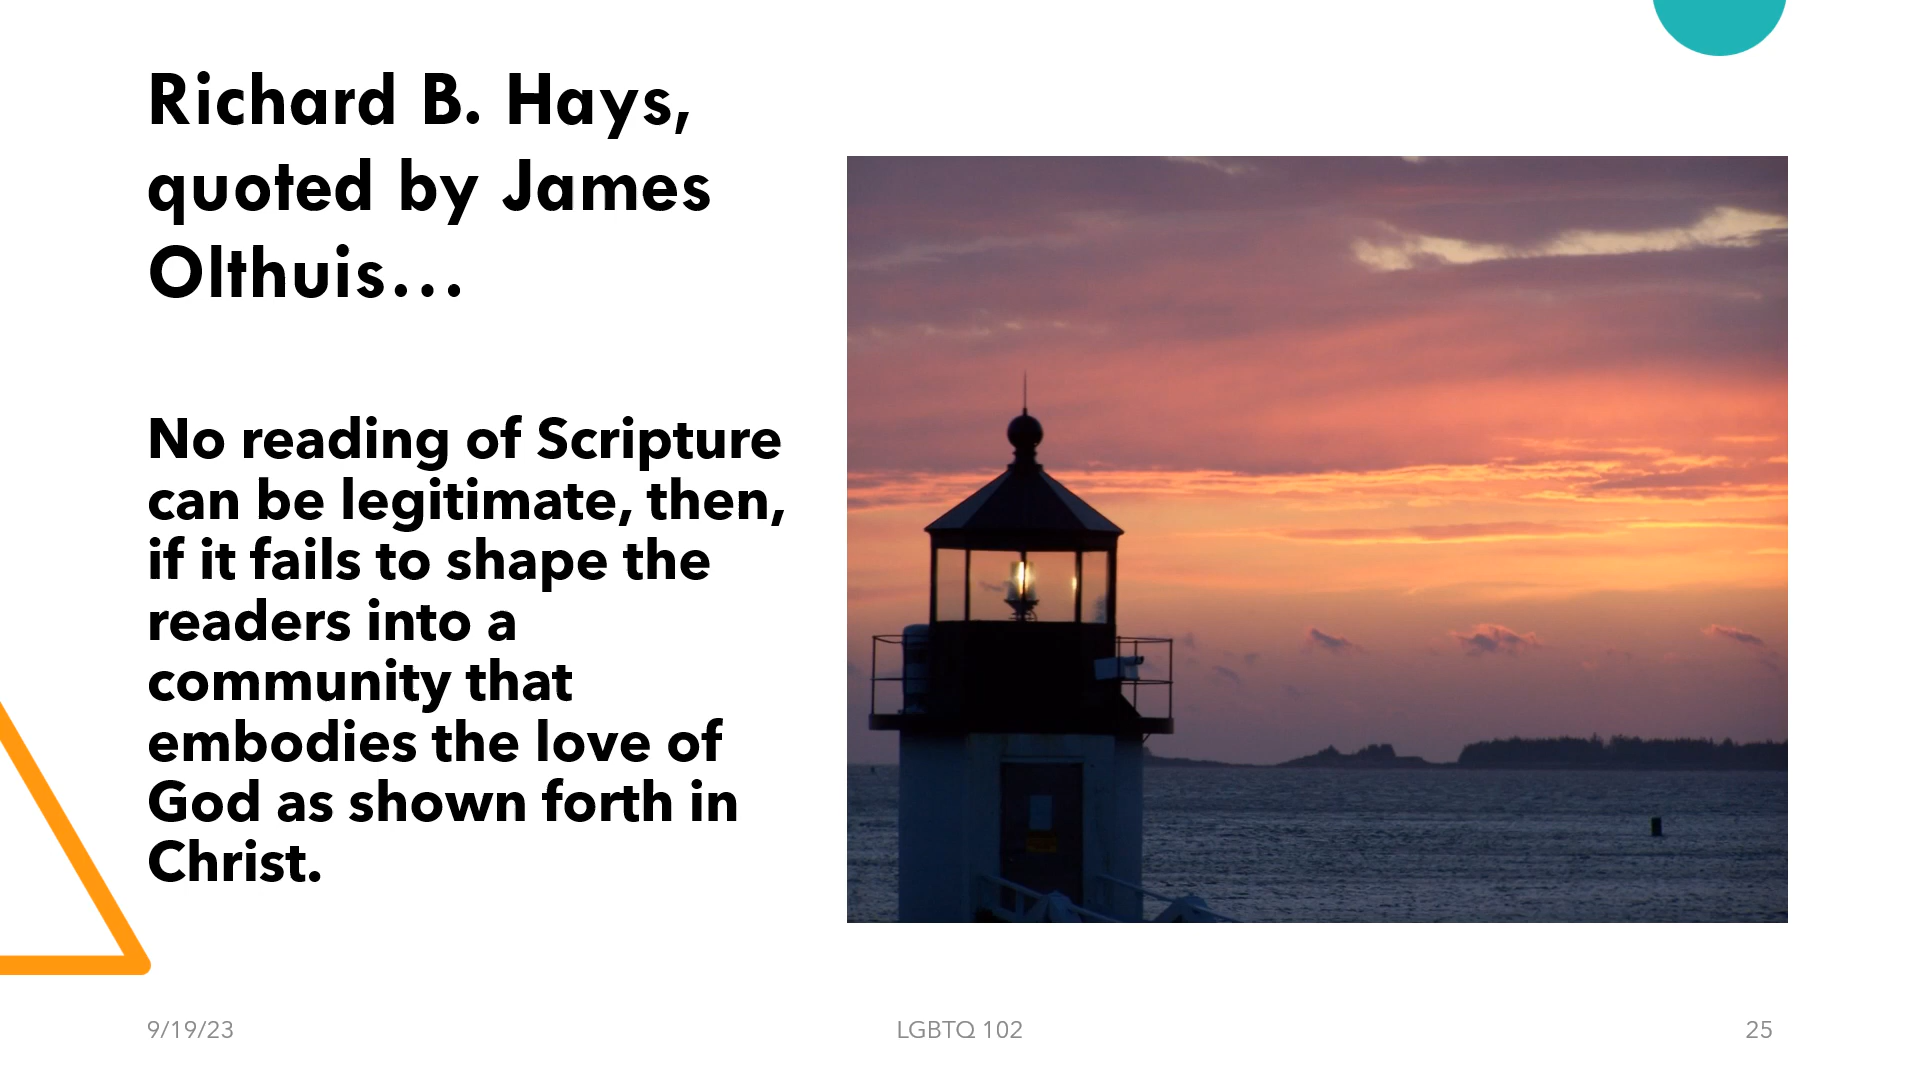 Richard B. Hays,
quoted by James
Olthuis…
No reading of Scripture
can be legitimate, then,
if it fails to shape the
readers into a
community that
embodies the love of
God as shown forth in
Christ.
9/19/23
LGBTQ 102
25